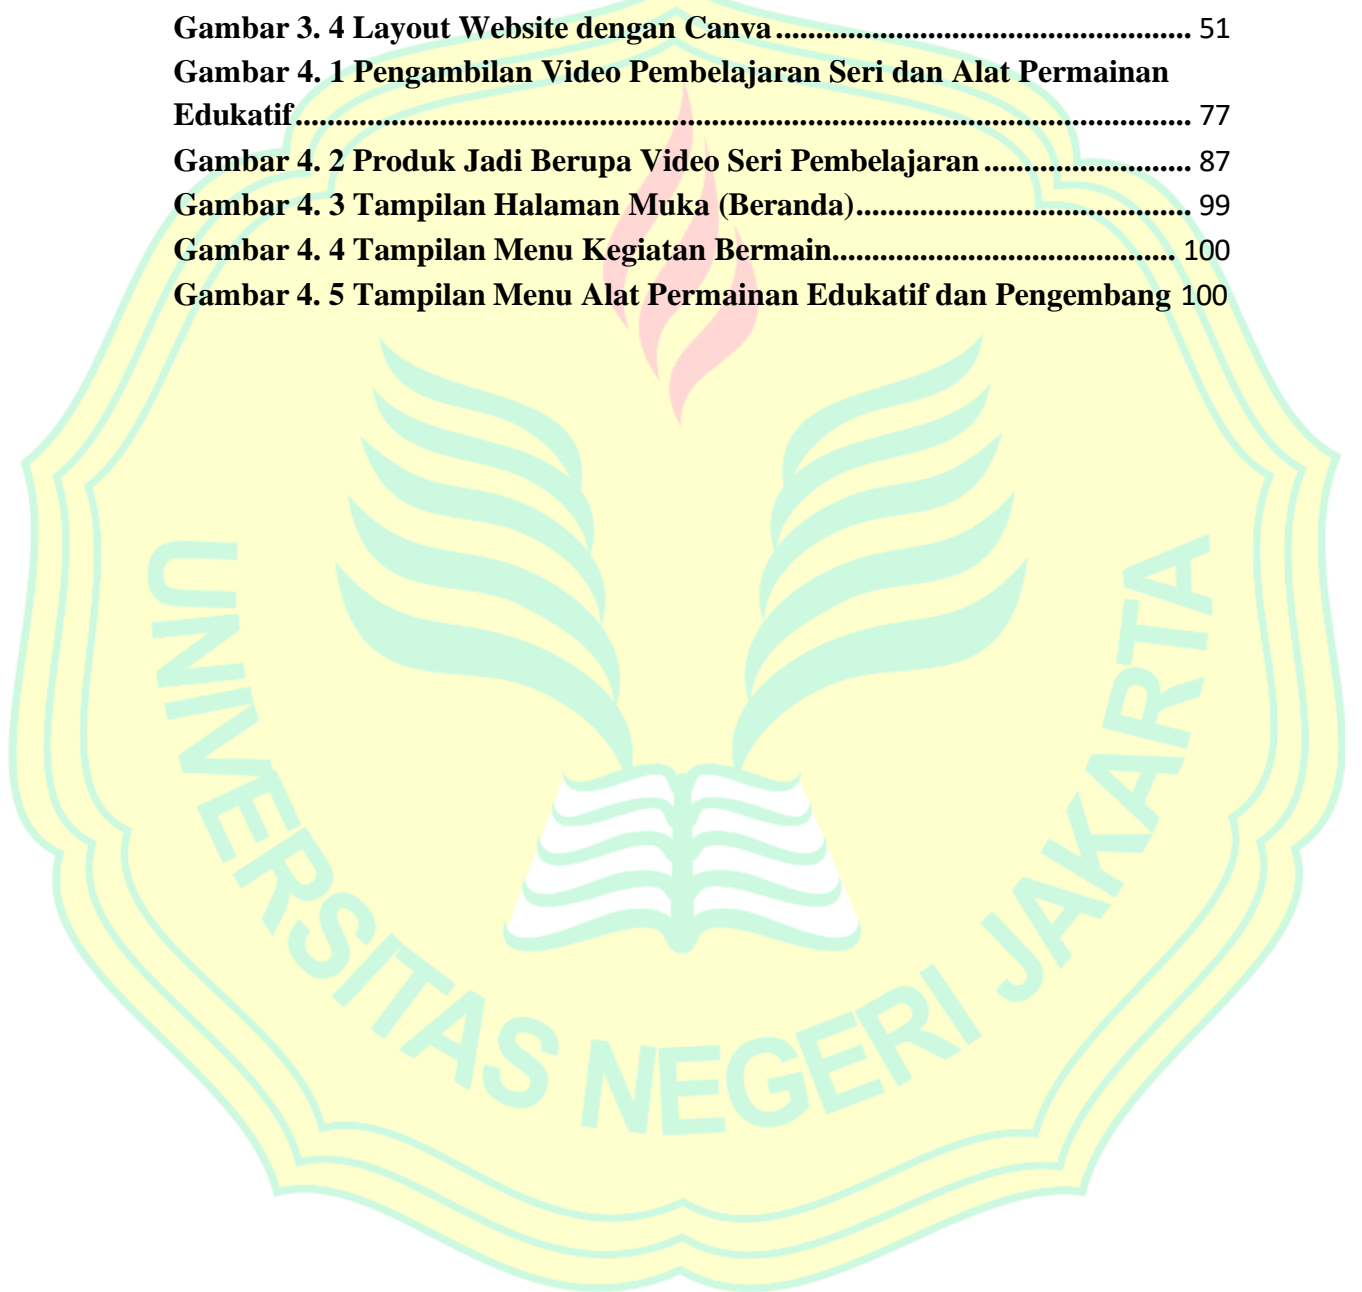 Gambar 3. 4 Layout Website dengan Canva.................................................... 51
Gambar 4. 1 Pengambilan Video Pembelajaran Seri dan Alat Permainan
Edukatif................................................................................................................ 77
Gambar 4. 2 Produk Jadi Berupa Video Seri Pembelajaran.......................... 87
Gambar 4. 3 Tampilan Halaman Muka (Beranda).......................................... 99
Gambar 4. 4 Tampilan Menu Kegiatan Bermain........................................... 100
Gambar 4. 5 Tampilan Menu Alat Permainan Edukatif dan Pengembang 100
UNIVERSITAS NEGERI JAKARTA